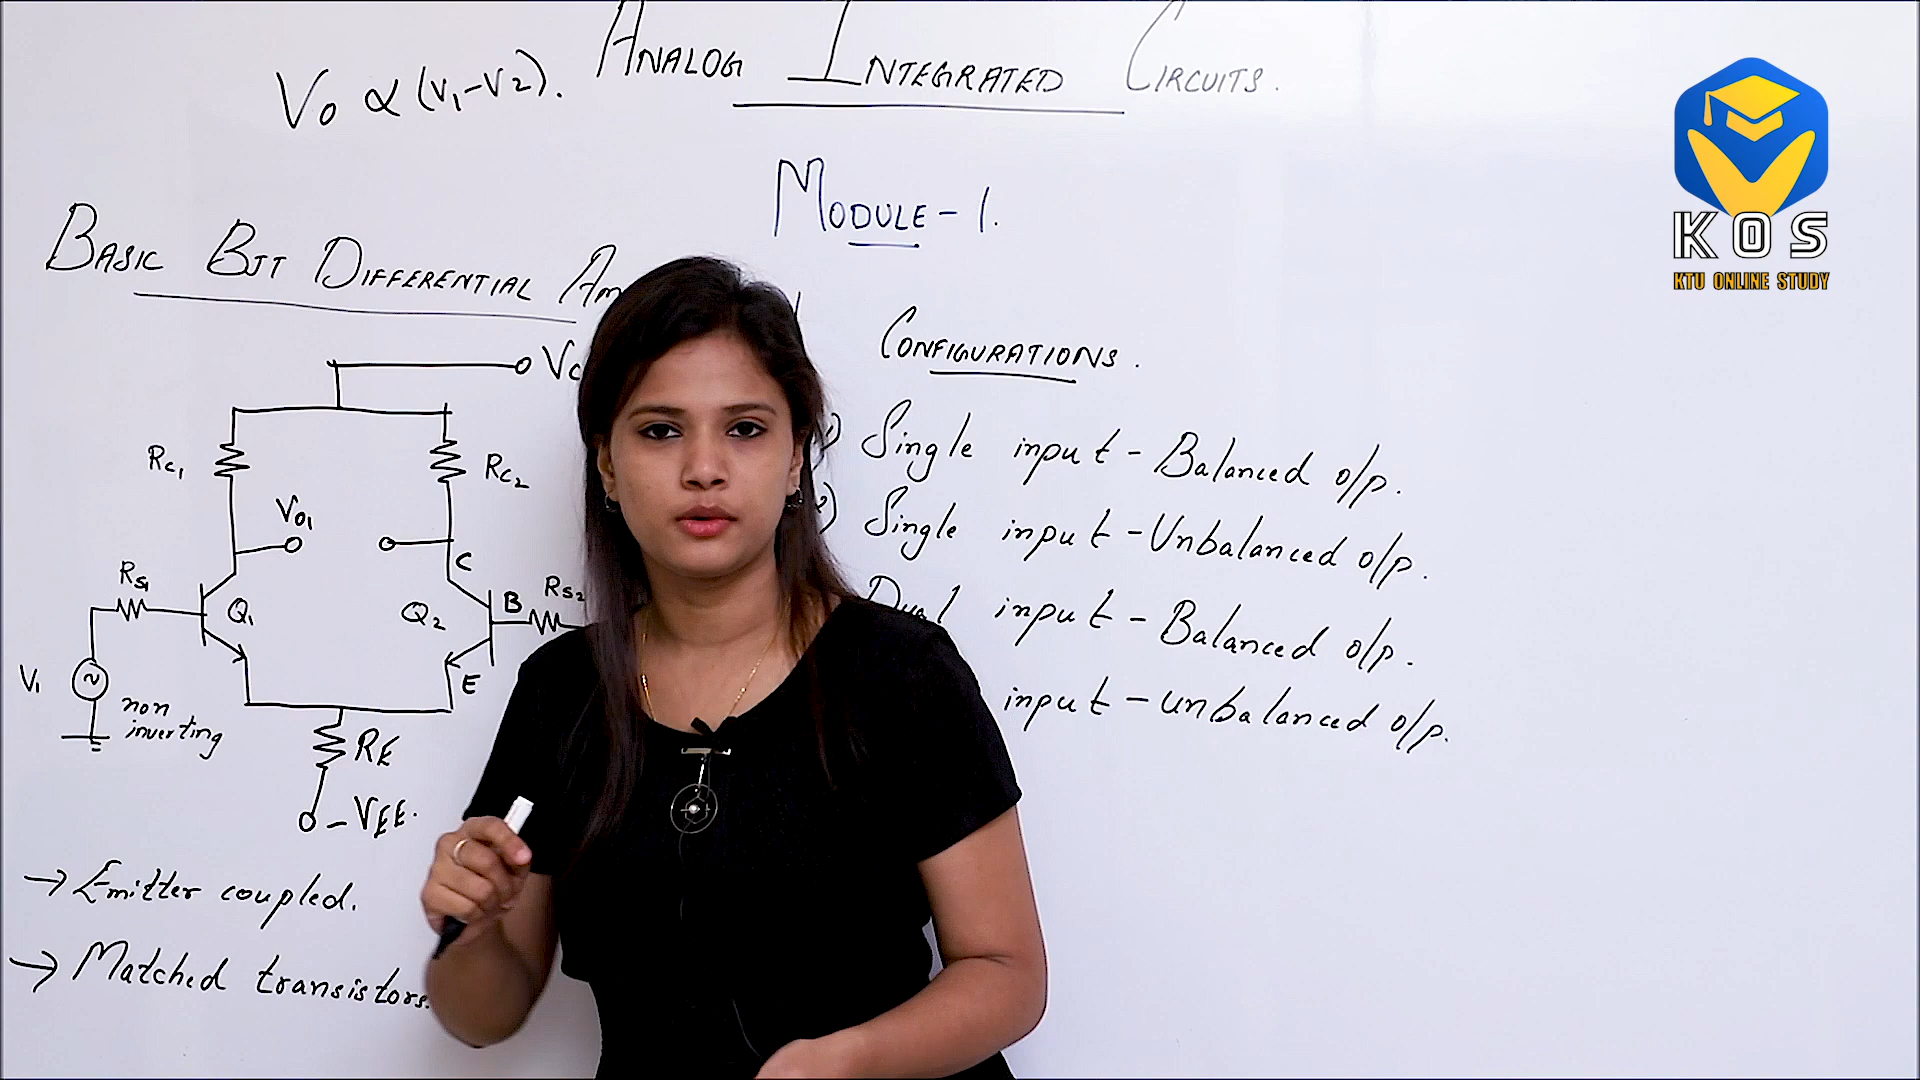 ANALOG INTEGRATED CIRCUITS.
Vo ∝ (V1-V2).
MODULE-1.
BASIC BJT DIFFERENTIAL
VC
RC1
RC2
Vo1
C
RS1
Q1
Q2
B
RS2
V1
non
inverting
E
RE
-VEE.
→ Emitter coupled.
→ Matched transistors.
CONFIGURATIONS.
Single input - Balanced o/p.
2) Single input - Unbalanced o/p.
Dual input - Balanced o/p.
input - unbalanced o/p.
KOS
KTU ONLINE STUDY